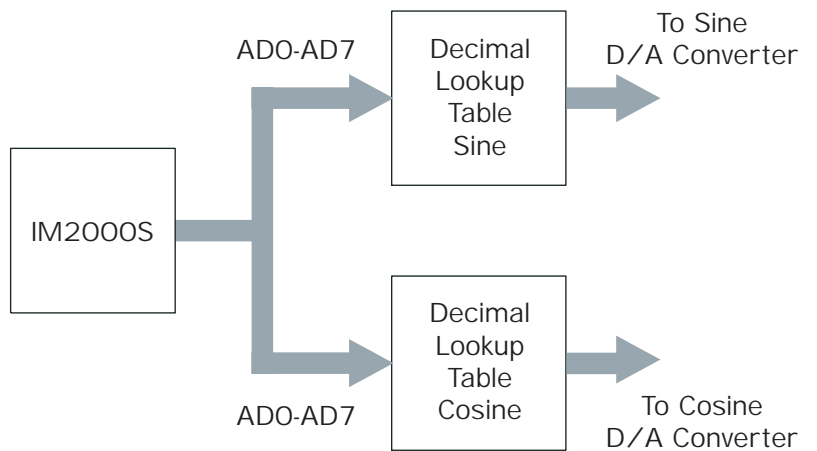 To Sine
D/A Converter
AD0-AD7
Decimal
Lookup
Table
Sine
IM2000S
Decimal
Lookup
Table
Cosine
AD0-AD7
To Cosine
D/A Converter